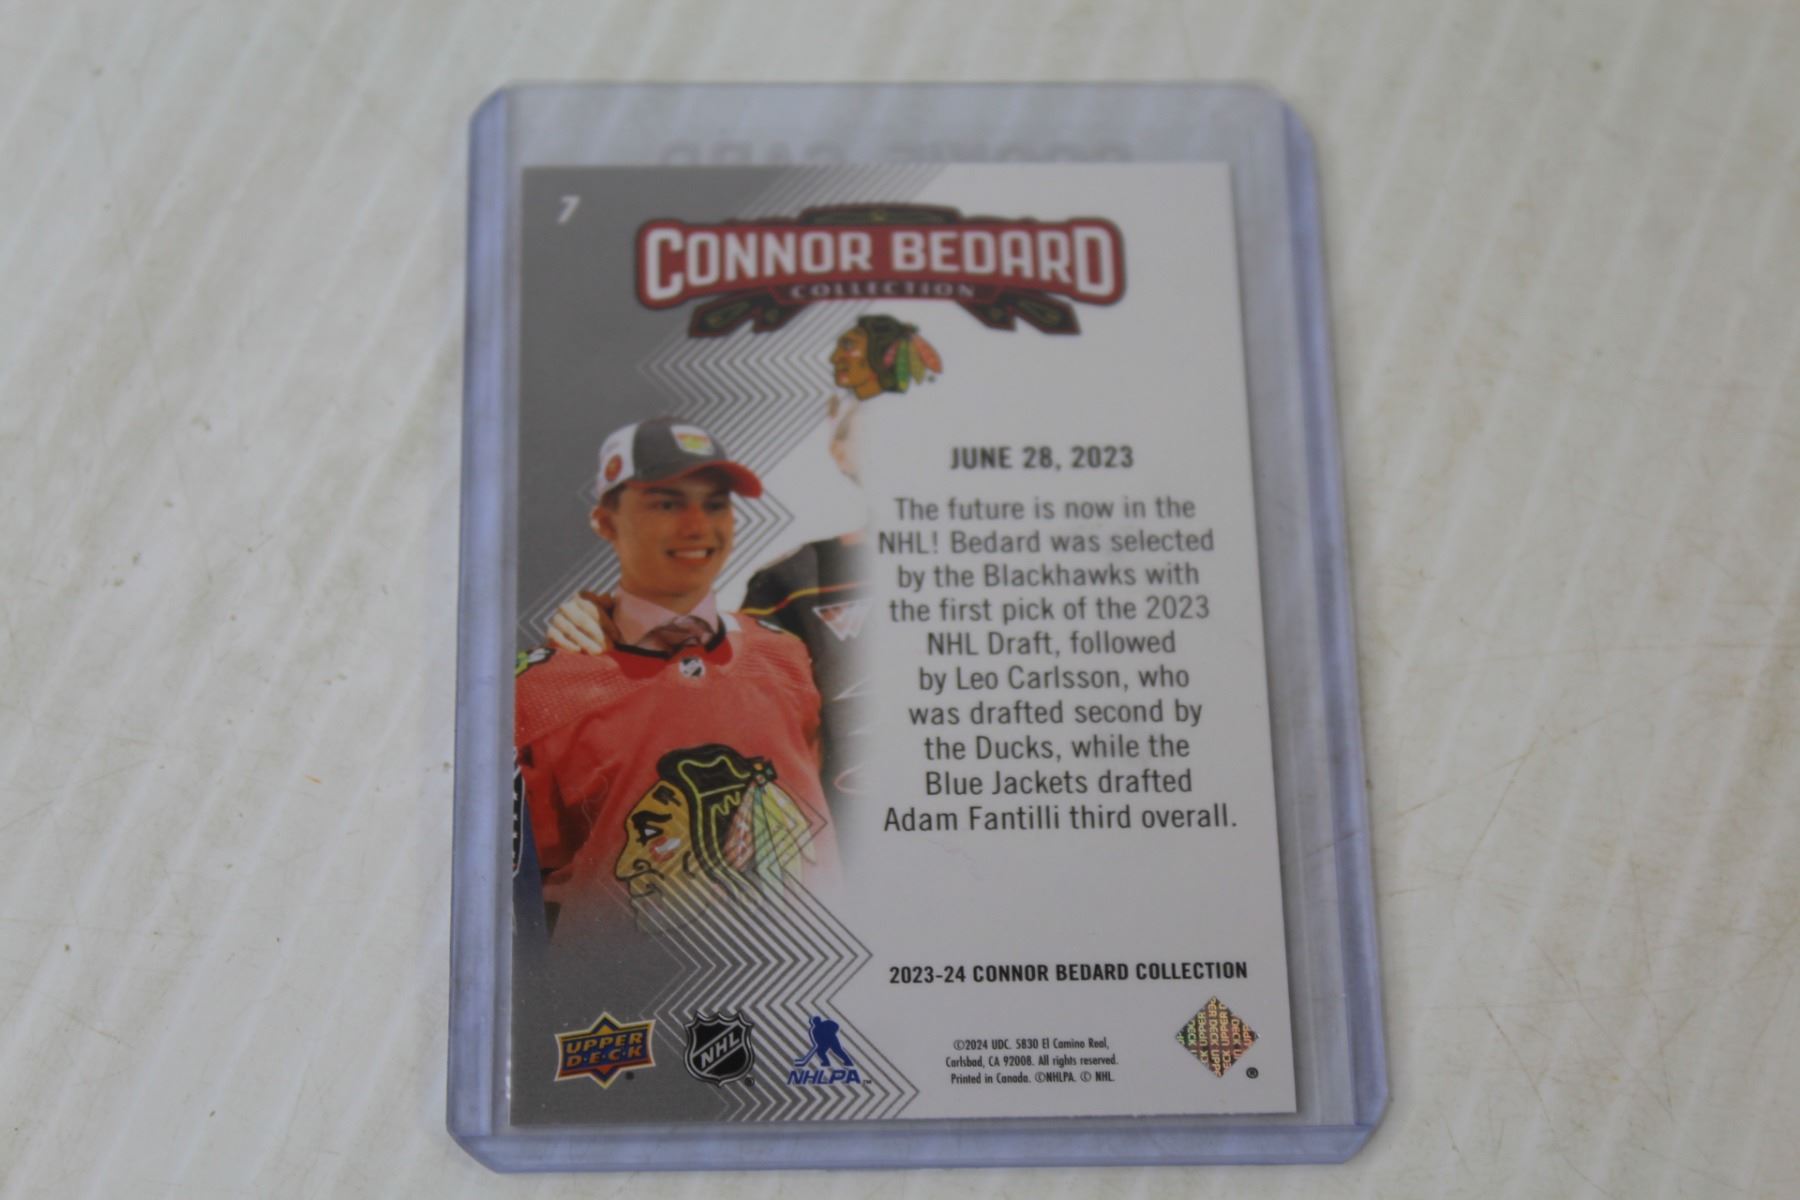 7
CONNOR BEDARD
COLLECTION
JUNE 28, 2023
The future is now in the
NHL! Bedard was selected
by the Blackhawks with
the first pick of the 2023
NHL Draft, followed
by Leo Carlsson, who
was drafted second by
the Ducks, while the
Blue Jackets drafted
Adam Fantilli third overall.
2023-24 CONNOR BEDARD COLLECTION
UPPER
D·E·C·K ®
NHL ®
NHLPA ™
©2024 UDC. 5830 El Camino Real,
Carlsbad, CA 92008. All rights reserved.
Printed in Canada. ©NHLPA. © NHL.
®